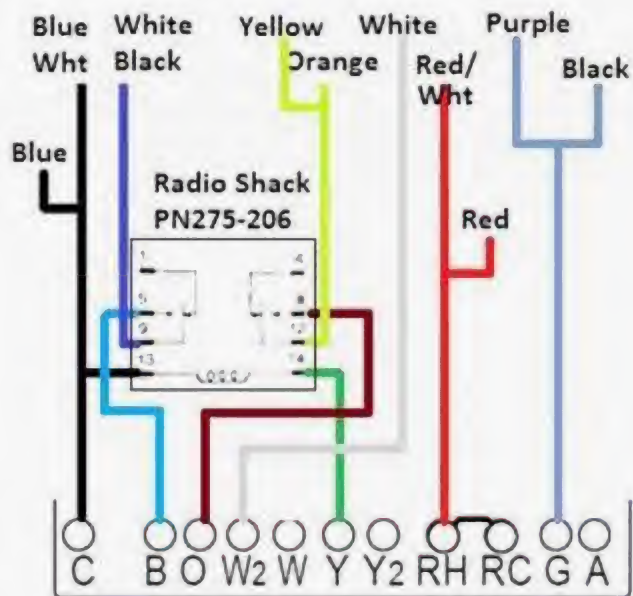 Blue White Yellow White Purple
Wht Black Orange Red/ Black
Wht
Blue
Radio Shack
PN275-206
Red
1 4
5 8
9 12
13 14
C B O W2 W Y Y2 RH RC G A